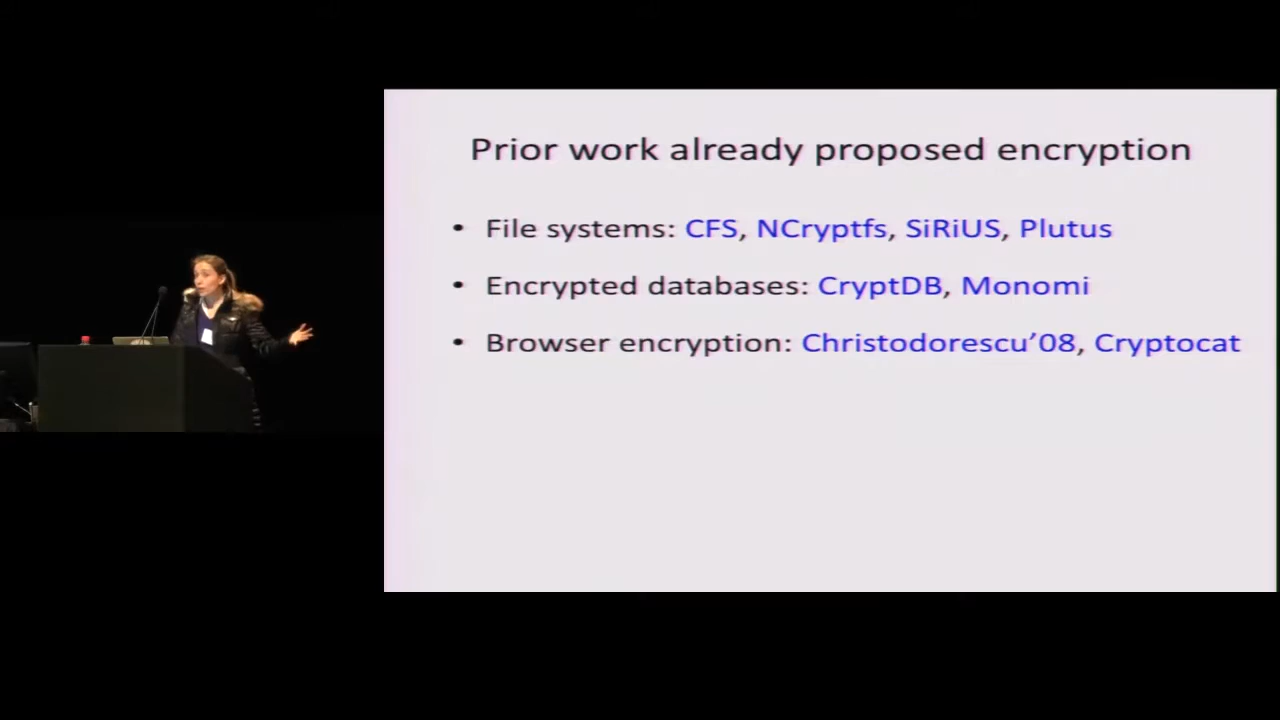 Prior work already proposed encryption
• File systems: CFS, NCryptfs, SiRiUS, Plutus
• Encrypted databases: CryptDB, Monomi
• Browser encryption: Christodorescu’08, Cryptocat